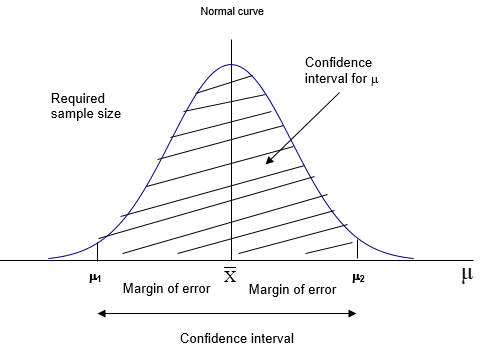 Normal curve
Confidence
interval for μ
Required
sample size
μ1
X̅
μ2
μ
Margin of error
Margin of error
Confidence interval